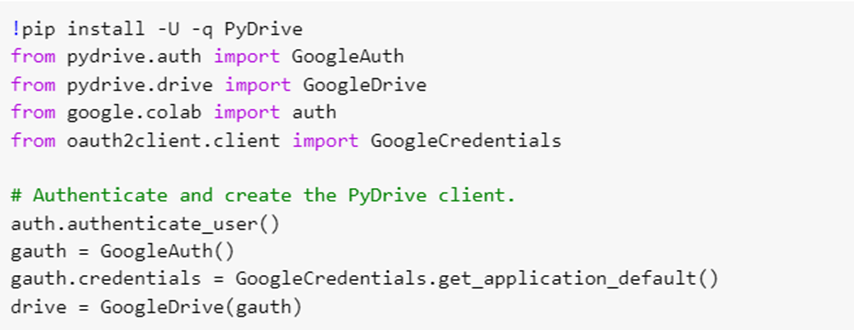 !pip install -U -q PyDrive
from pydrive.auth import GoogleAuth
from pydrive.drive import GoogleDrive
from google.colab import auth
from oauth2client.client import GoogleCredentials

# Authenticate and create the PyDrive client.
auth.authenticate_user()
gauth = GoogleAuth()
gauth.credentials = GoogleCredentials.get_application_default()
drive = GoogleDrive(gauth)